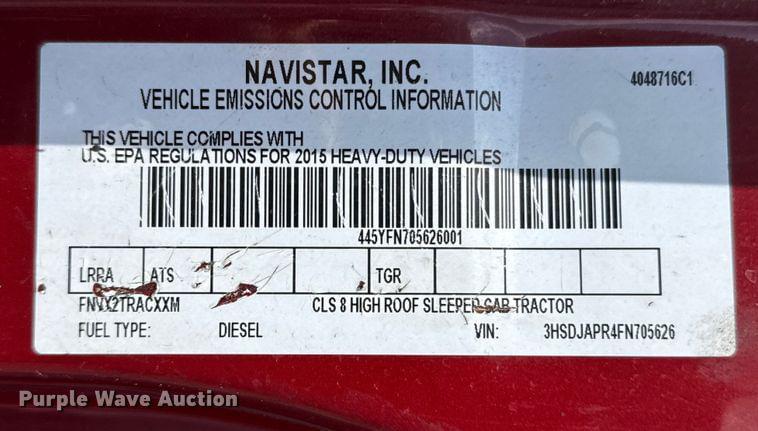 NAVISTAR, INC.
4048716C1
VEHICLE EMISSIONS CONTROL INFORMATION
THIS VEHICLE COMPLIES WITH
U.S. EPA REGULATIONS FOR 2015 HEAVY-DUTY VEHICLES
445YFN705626001
LRRA ATS TGR
FNVX2TRACXXM CLS 8 HIGH ROOF SLEEPER CAB TRACTOR
FUEL TYPE: DIESEL VIN: 3HSDJAPR4FN705626
Purple Wave Auction